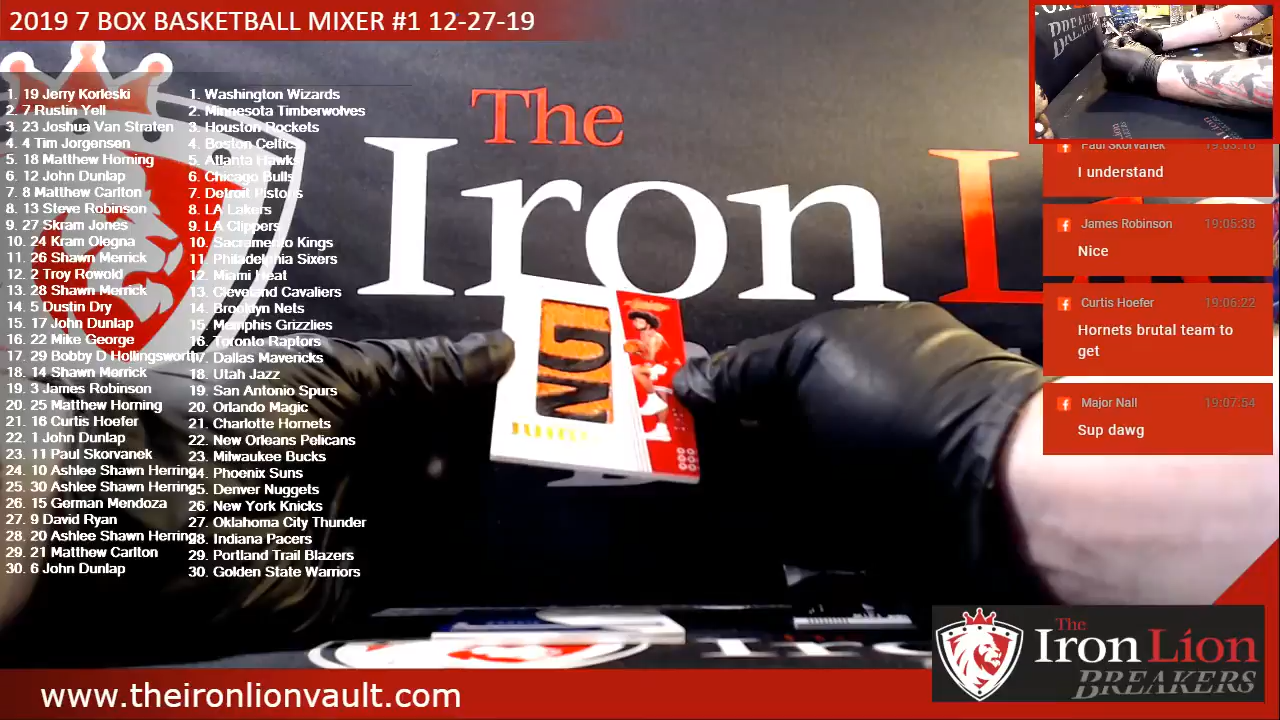 2019 7 BOX BASKETBALL MIXER #1 12-27-19
1. 19 Jerry Korleski
2. 7 Rustin Yell
3. 23 Joshua Van Straten
4. 4 Tim Jorgensen
5. 18 Matthew Horning
6. 12 John Dunlap
7. 8 Matthew Carlton
8. 13 Steve Robinson
9. 27 Skram Jones
10. 24 Kram Olegna
11. 26 Shawn Merrick
12. 2 Troy Rowold
13. 28 Shawn Merrick
14. 5 Dustin Dry
15. 17 John Dunlap
16. 22 Mike George
17. 29 Bobby D Hollingsworth
18. 14 Shawn Merrick
19. 3 James Robinson
20. 25 Matthew Horning
21. 16 Curtis Hoefer
22. 1 John Dunlap
23. 11 Paul Skorvanek
24. 10 Ashlee Shawn Herring
25. 30 Ashlee Shawn Herring
26. 15 German Mendoza
27. 9 David Ryan
28. 20 Ashlee Shawn Herring
29. 21 Matthew Carlton
30. 6 John Dunlap
1. Washington Wizards
2. Minnesota Timberwolves
3. Houston Rockets
4. Boston Celtics
5. Atlanta Hawks
6. Chicago Bulls
7. Detroit Pistons
8. LA Lakers
9. LA Clippers
10. Sacramento Kings
11. Philadelphia Sixers
12. Miami Heat
13. Cleveland Cavaliers
14. Brooklyn Nets
15. Memphis Grizzlies
16. Toronto Raptors
17. Dallas Mavericks
18. Utah Jazz
19. San Antonio Spurs
20. Orlando Magic
21. Charlotte Hornets
22. New Orleans Pelicans
23. Milwaukee Bucks
24. Phoenix Suns
25. Denver Nuggets
26. New York Knicks
27. Oklahoma City Thunder
28. Indiana Pacers
29. Portland Trail Blazers
30. Golden State Warriors
The
Iron L
BREAKE
Paul Skorvanek 19:03:16
I understand
James Robinson 19:05:38
Nice
Curtis Hoefer 19:06:22
Hornets brutal team to
get
Major Nall 19:07:54
Sup dawg
The
Iron Lion
BREAKERS
www.theironlionvault.com